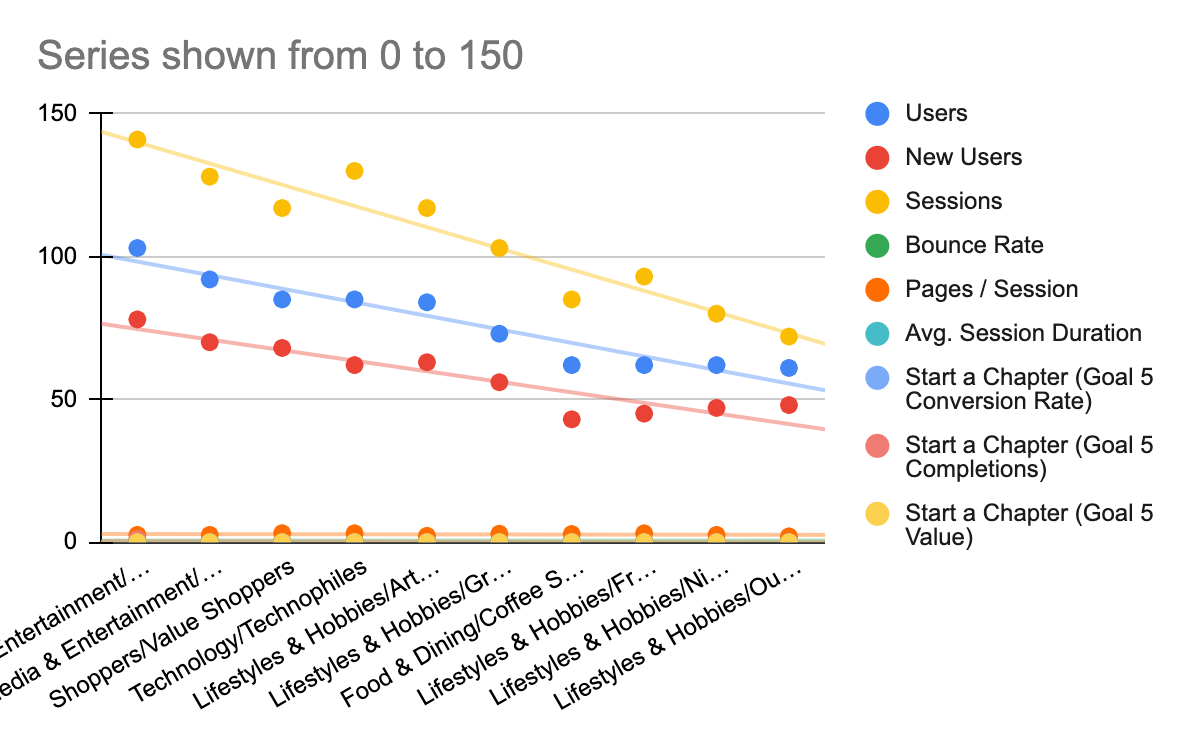 Series shown from 0 to 150
150
100
50
0
Users
New Users
Sessions
Bounce Rate
Pages / Session
Avg. Session Duration
Start a Chapter (Goal 5
Conversion Rate)
Start a Chapter (Goal 5
Completions)
Start a Chapter (Goal 5
Value)
Entertainment/…
& Entertainment/…
Shoppers/Value Shoppers
Technology/Technophiles
Lifestyles & Hobbies/Art…
Lifestyles & Hobbies/Gr…
Food & Dining/Coffee S…
Lifestyles & Hobbies/Fr…
Lifestyles & Hobbies/Ni…
Lifestyles & Hobbies/Ou…